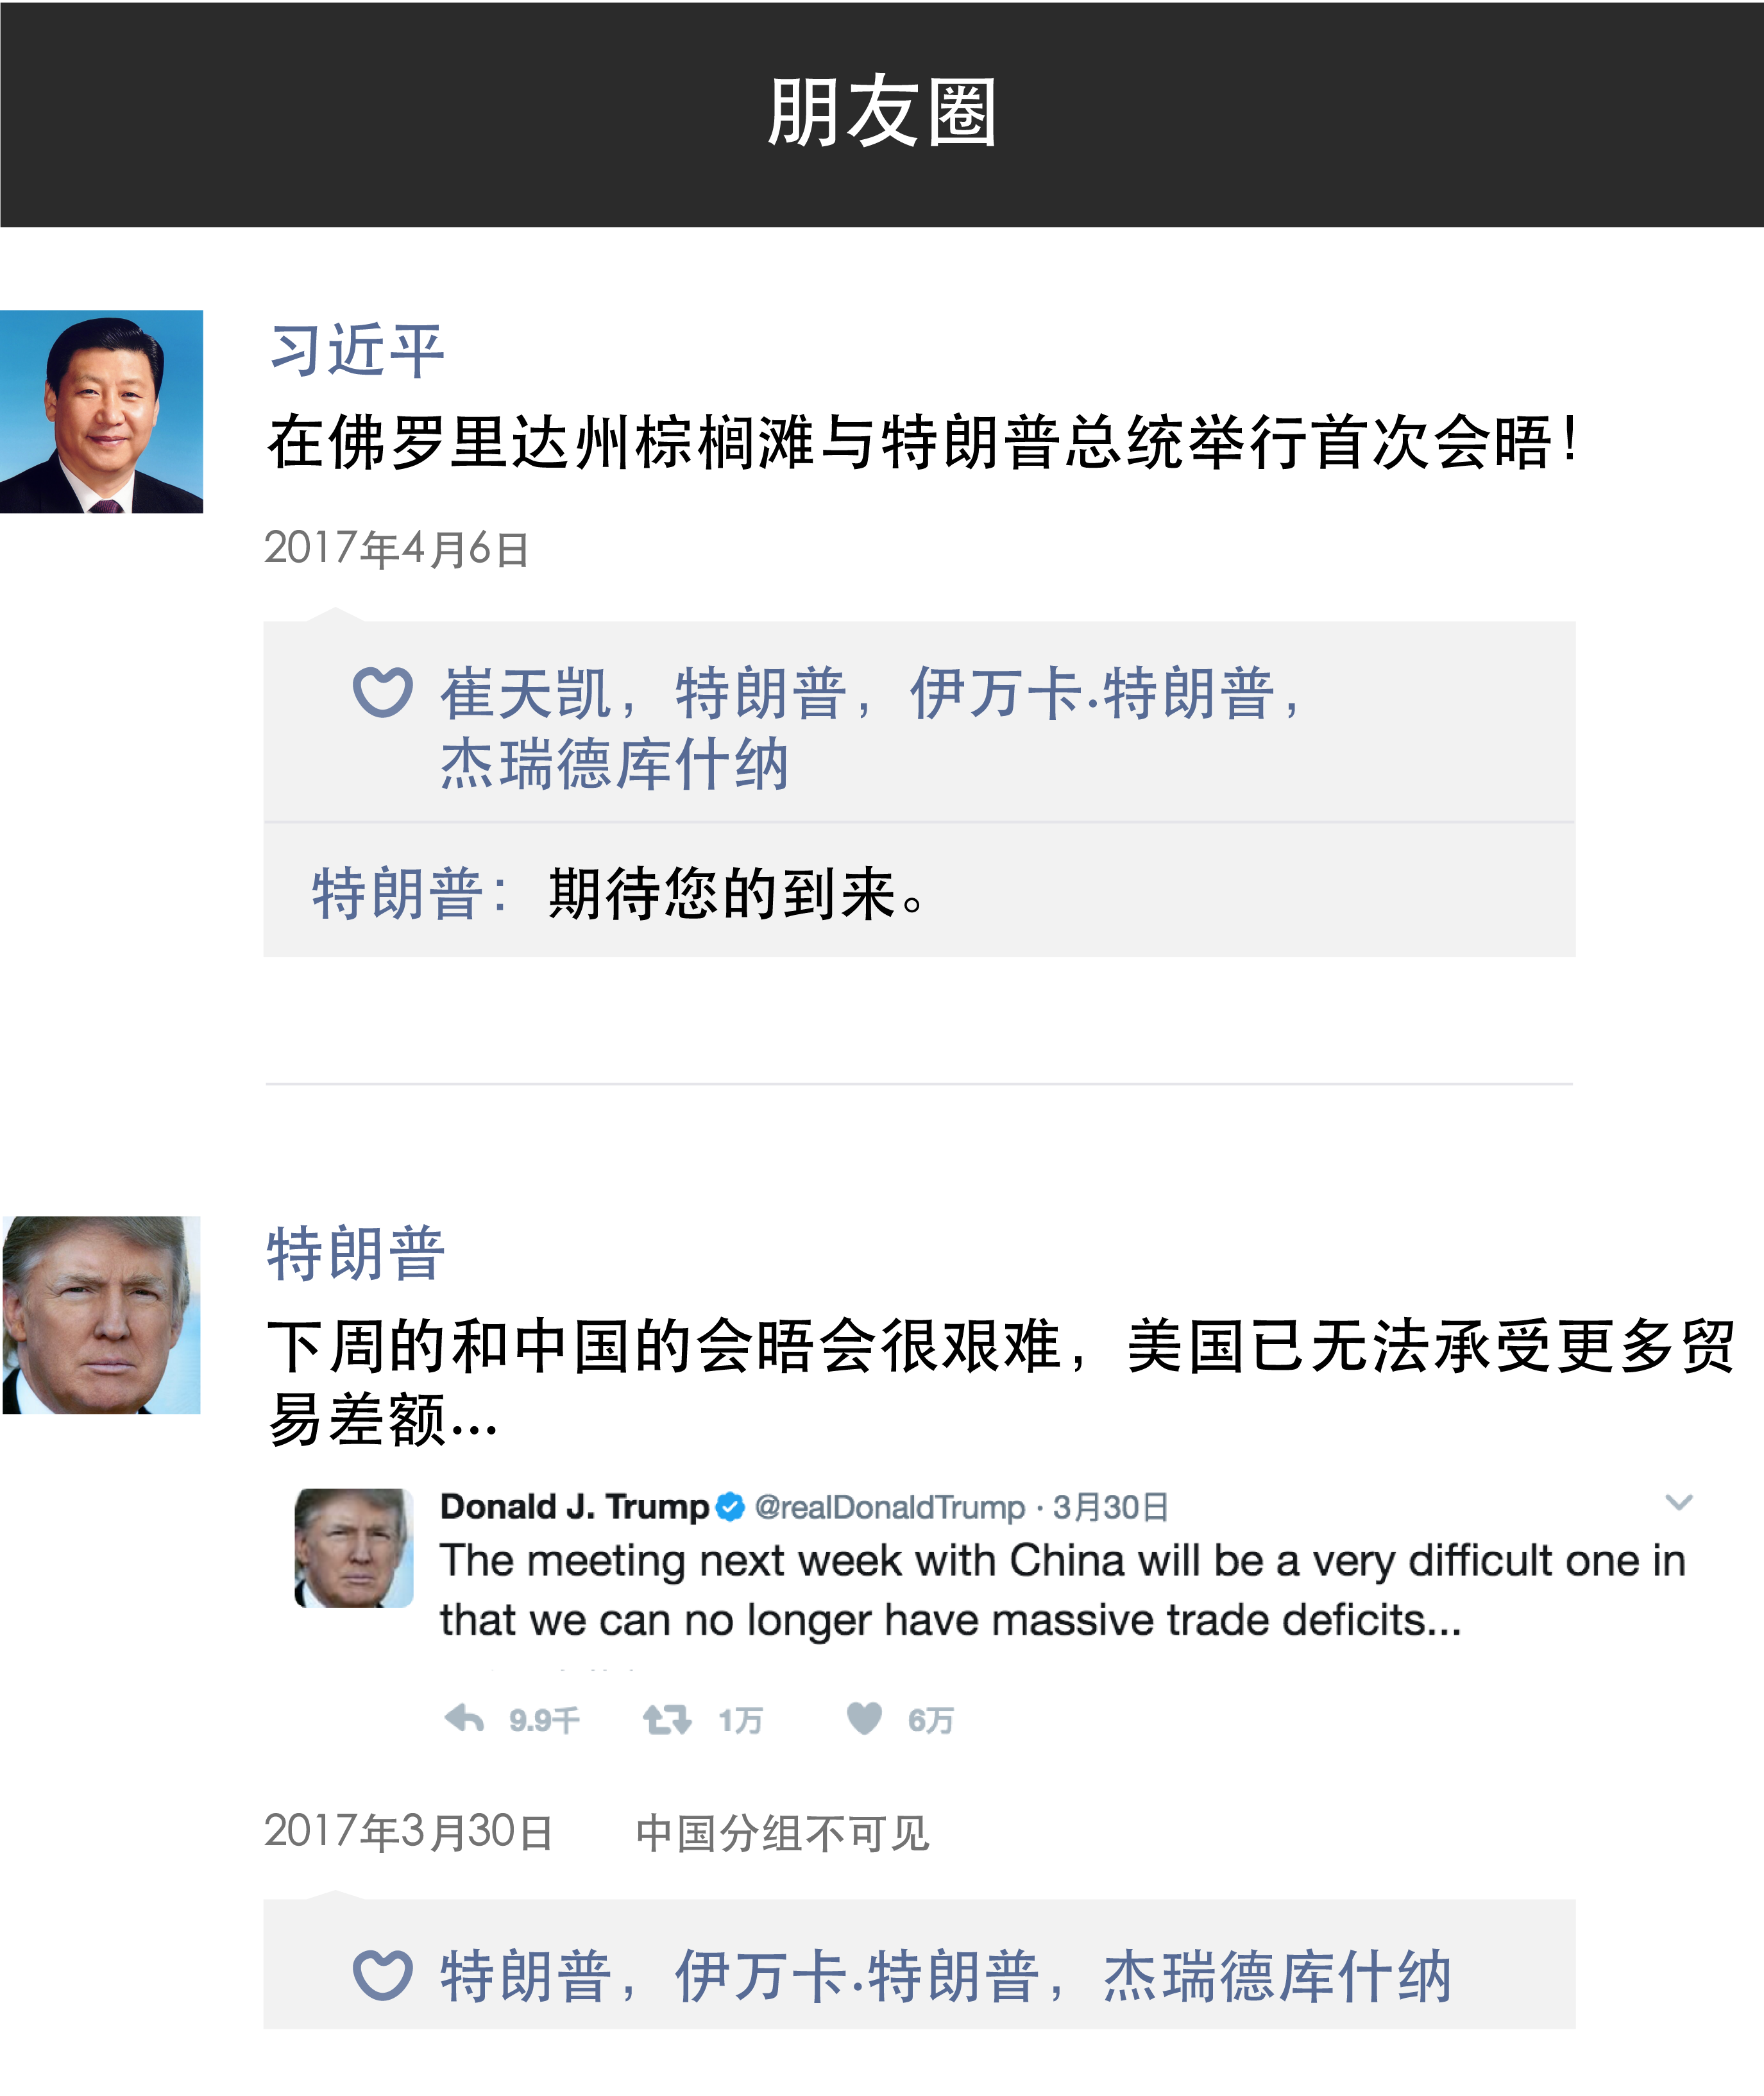 朋友圈
习近平
在佛罗里达州棕榈滩与特朗普总统举行首次会晤！
2017年4月6日
崔天凯，特朗普，伊万卡.特朗普，
杰瑞德库什纳
特朗普：期待您的到来。
特朗普
下周的和中国的会晤会很艰难，美国已无法承受更多贸
易差额...
Donald J. Trump @realDonaldTrump · 3月30日
The meeting next week with China will be a very difficult one in
that we can no longer have massive trade deficits...
9.9千 1万 6万
2017年3月30日 中国分组不可见
特朗普，伊万卡.特朗普，杰瑞德库什纳